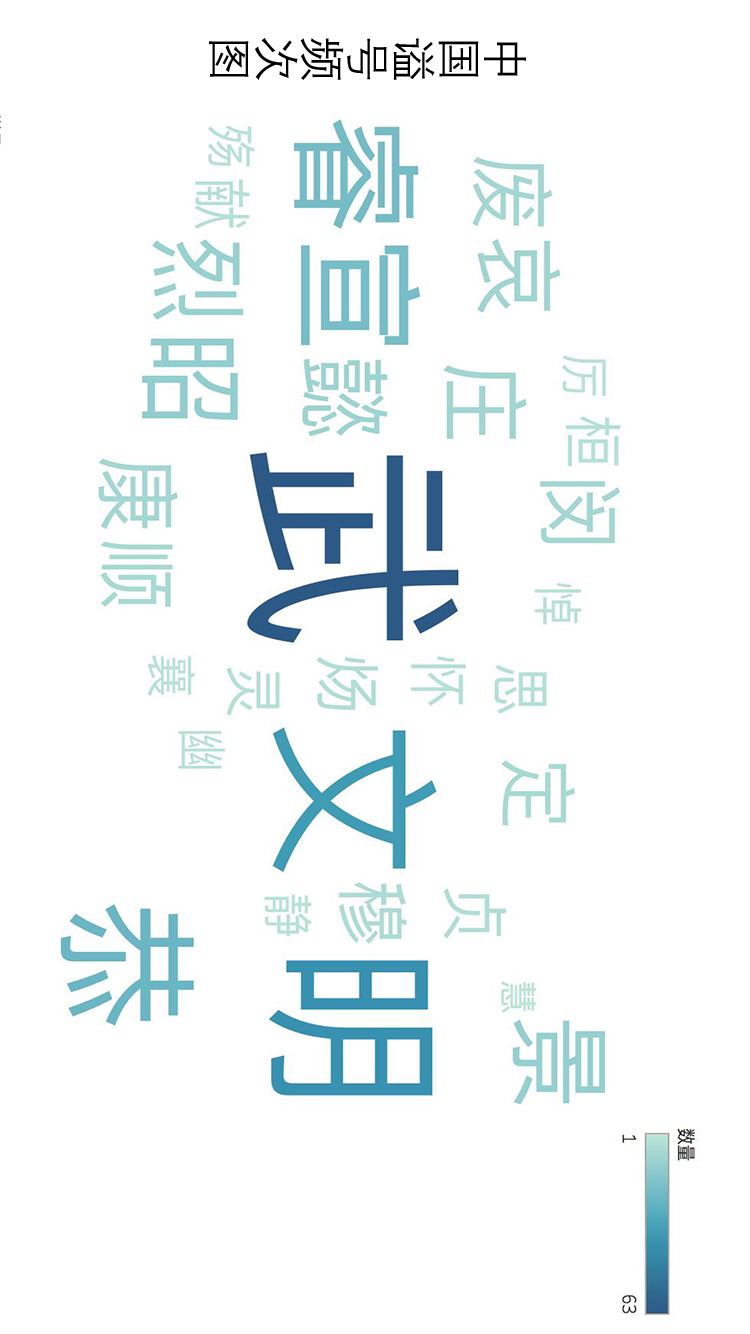 中国谥号频次图
数量
1 63
厉
桓
闵
悼
景
废
哀
庄
思
定
贞
慧
睿
宣
懿
武
怀
炀
文
穆
静
明
殇
献
烈
昭
灵
康
顺
襄
幽
恭